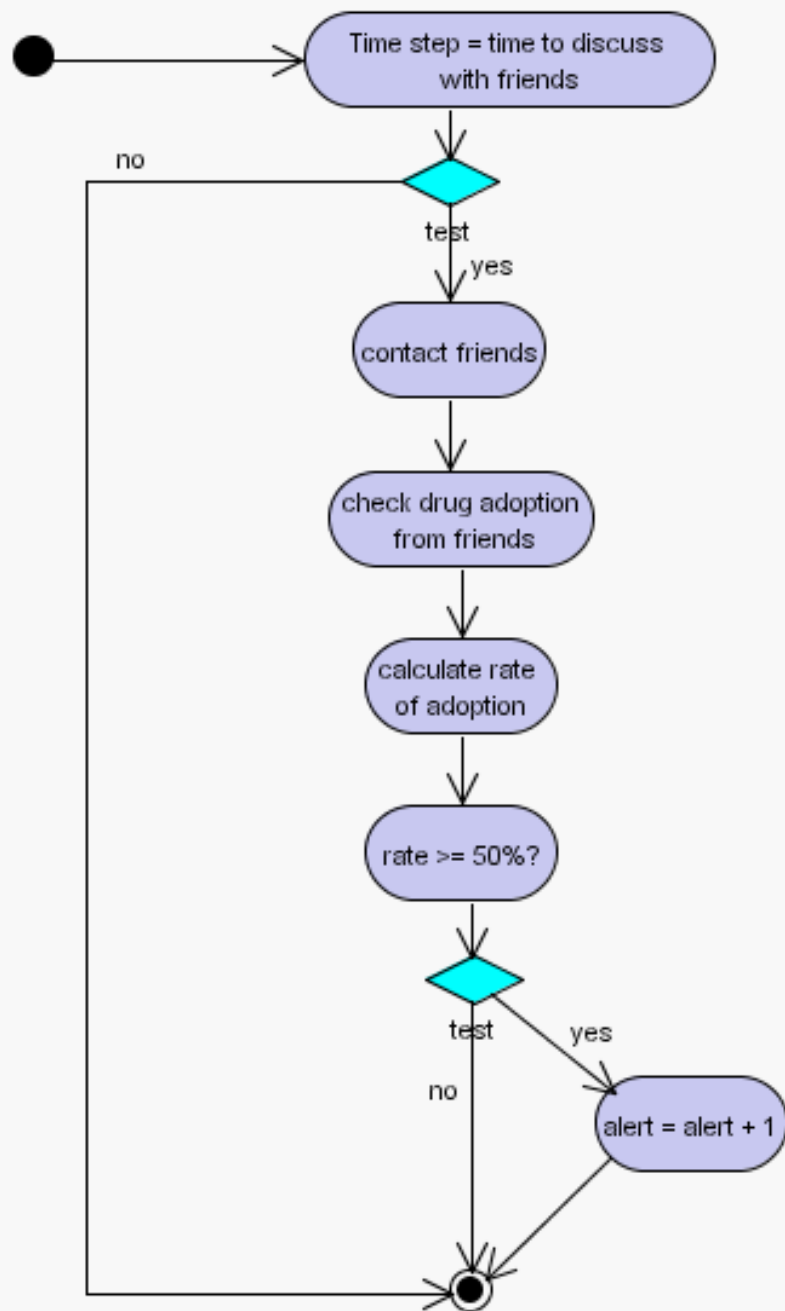 Time step = time to discuss
with friends
no
test
yes
contact friends
check drug adoption
from friends
calculate rate
of adoption
rate >= 50%?
test
yes
no
alert = alert + 1